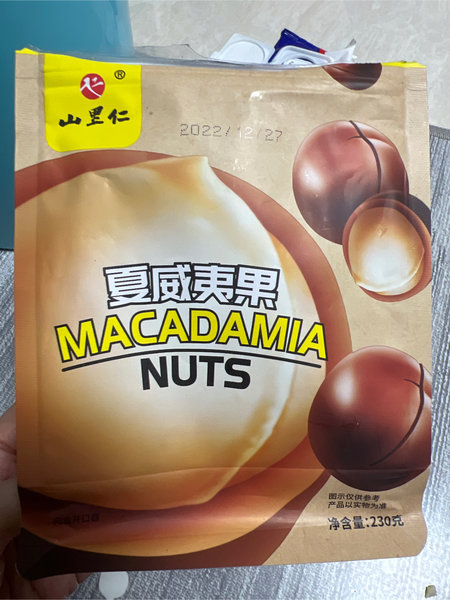 仁®
山里仁
2022/12/27
夏威夷果
MACADAMIA
NUTS
图示仅供参考
产品以实物为准
净含量:230克